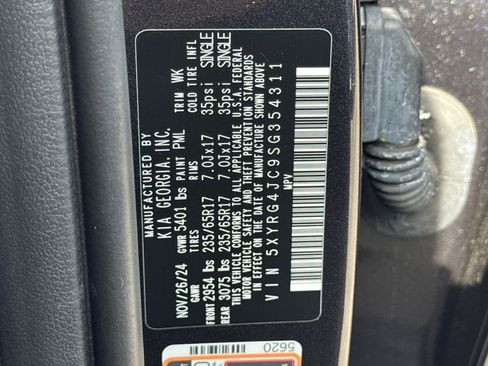 MANUFACTURED BY
KIA GEORGIA, INC.
NOV/26/24 GVWR 5401 lbs PAINT PML TRIM WK
GAWR TIRES RIMS COLD TIRE INFL
FRONT 2954 lbs 235/65R17 7.0Jx17 35psi SINGLE
REAR 3075 lbs 235/65R17 7.0Jx17 35psi SINGLE
THIS VEHICLE CONFORMS TO ALL APPLICABLE U.S.A. FEDERAL
MOTOR VEHICLE SAFETY AND THEFT PREVENTION STANDARDS
IN EFFECT ON THE DATE OF MANUFACTURE SHOWN ABOVE
VIN 5XYRG4JC9SG354311
MPV
5620